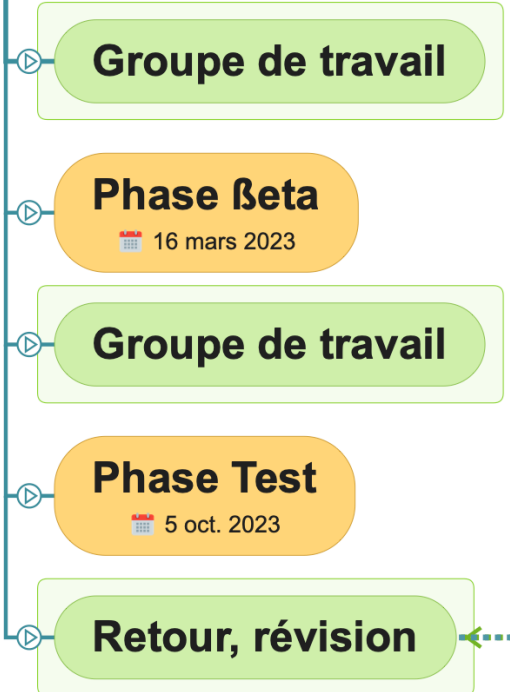 Groupe de travail
Phase ßeta
16 mars 2023
Groupe de travail
Phase Test
5 oct. 2023
Retour, révision